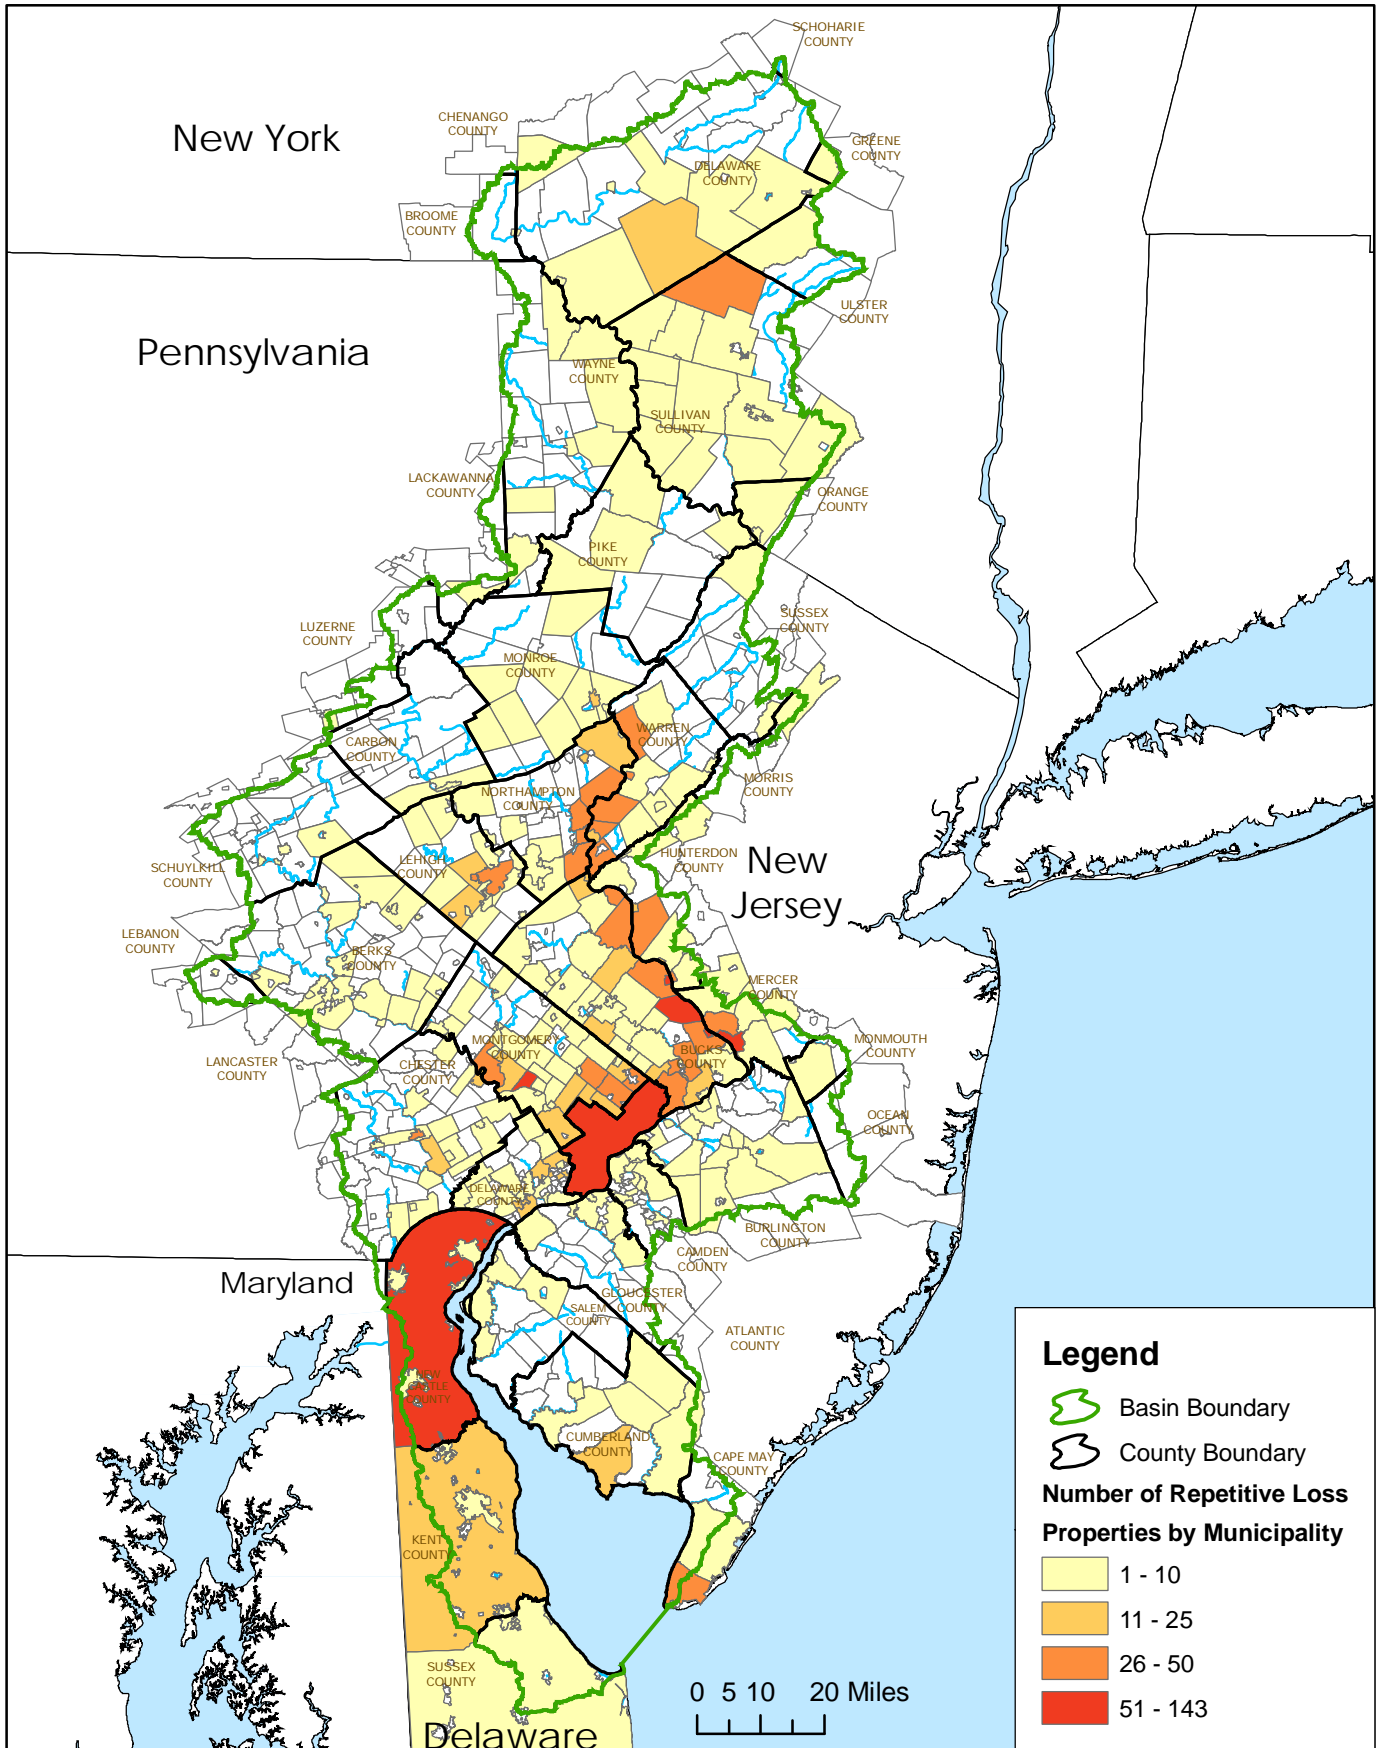 SCHOHARIE
COUNTY
New York
CHENANGO
COUNTY
GREENE
COUNTY
DELAWARE
COUNTY
BROOME
COUNTY
ULSTER
COUNTY
Pennsylvania
WAYNE
COUNTY
SULLIVAN
COUNTY
LACKAWANNA
COUNTY
ORANGE
COUNTY
PIKE
COUNTY
LUZERNE
COUNTY
SUSSEX
COUNTY
MONROE
COUNTY
WARREN
COUNTY
CARBON
COUNTY
MORRIS
COUNTY
NORTHAMPTON
COUNTY
HUNTERDON
COUNTY
New
Jersey
LEHIGH
COUNTY
SCHUYLKILL
COUNTY
LEBANON
COUNTY
BERKS
COUNTY
MERCER
COUNTY
MONMOUTH
COUNTY
MONTGOMERY
COUNTY
BUCKS
COUNTY
LANCASTER
COUNTY
CHESTER
COUNTY
OCEAN
COUNTY
DELAWARE
COUNTY
BURLINGTON
COUNTY
CAMDEN
COUNTY
Maryland
GLOUCESTER
COUNTY
SALEM
COUNTY
ATLANTIC
COUNTY
NEW
CASTLE
COUNTY
CUMBERLAND
COUNTY
CAPE MAY
COUNTY
KENT
COUNTY
SUSSEX
COUNTY
Delaware
0 5 10 20 Miles
Legend
Basin Boundary
County Boundary
Number of Repetitive Loss
Properties by Municipality
1 - 10
11 - 25
26 - 50
51 - 143